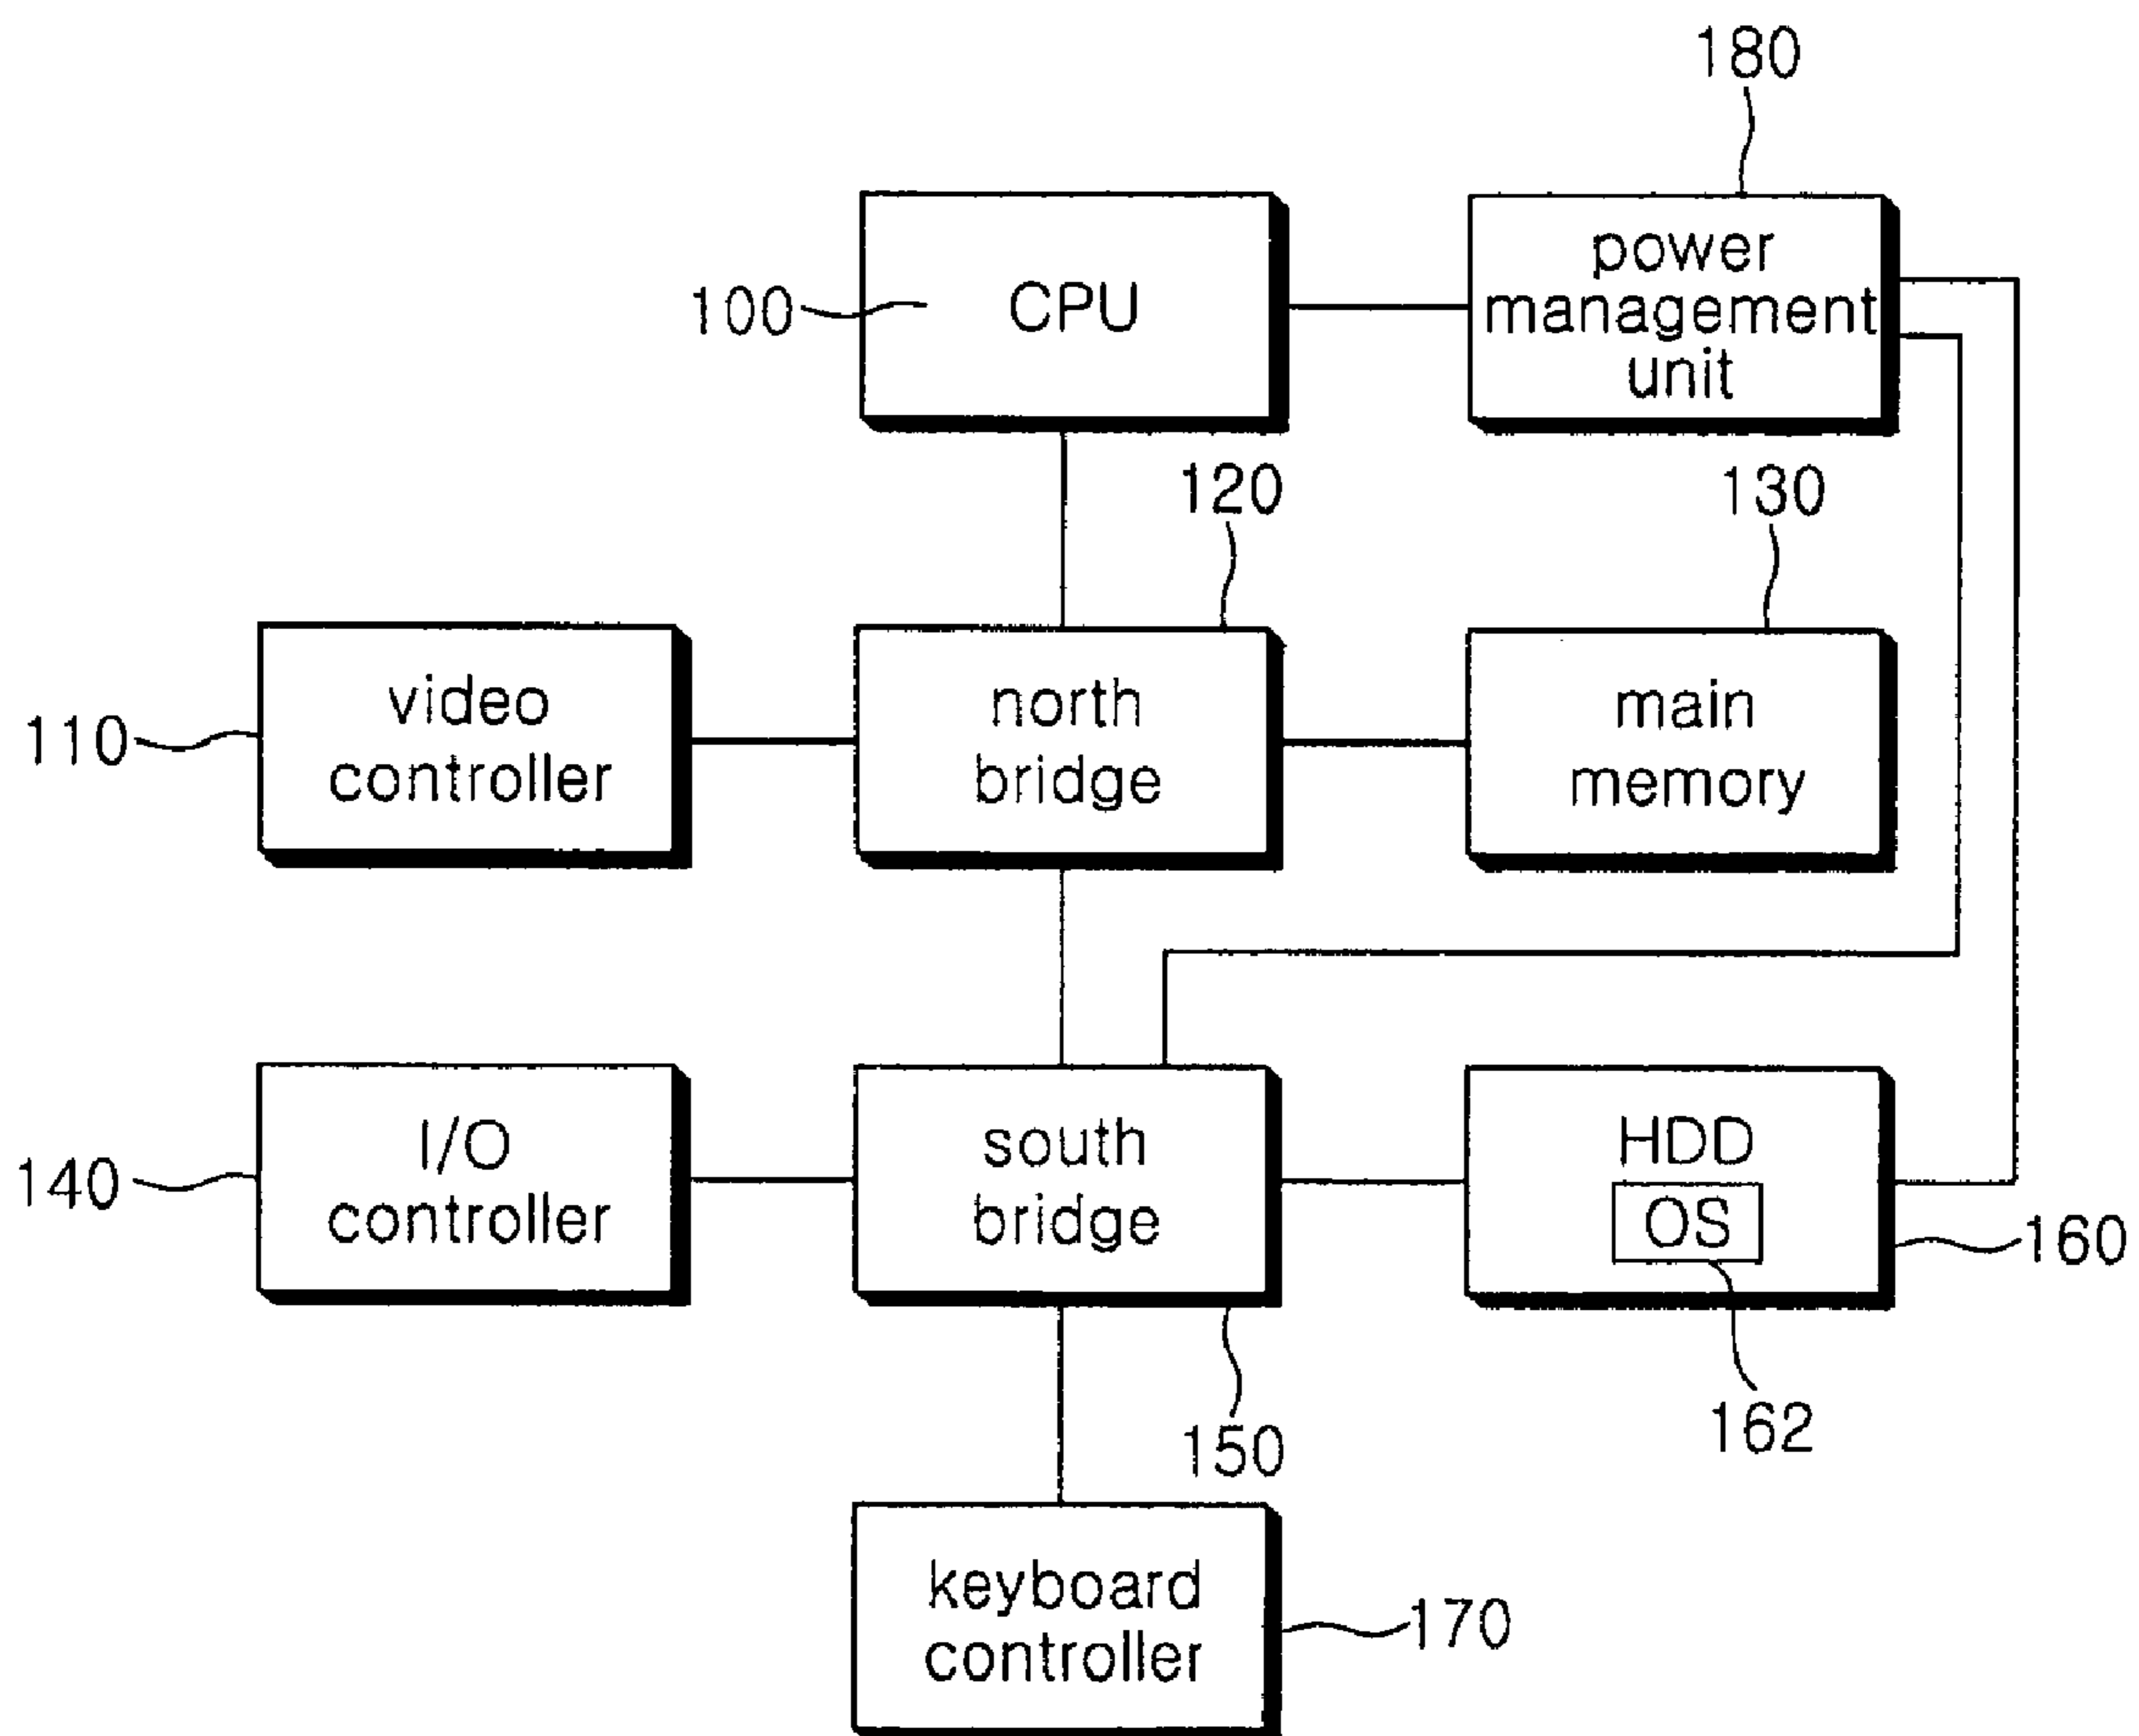 180
100
CPU
power
management
unit
120
130
110
video
controller
north
bridge
main
memory
140
I/O
controller
south
bridge
HDD
OS
160
162
150
keyboard
controller
170